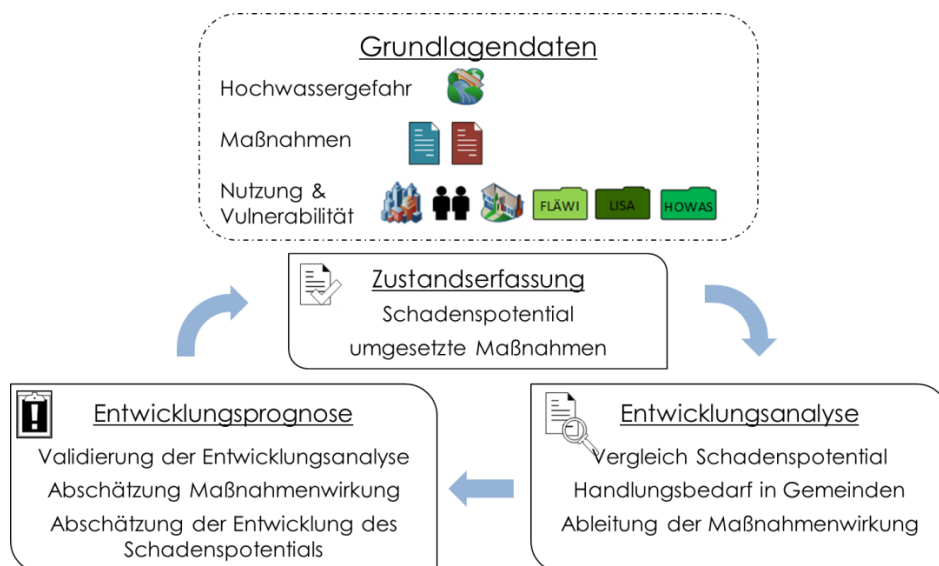 Grundlagendaten
Hochwassergefahr
Maßnahmen
Nutzung &
Vulnerabilität
FLÄWI
LISA
HOWAS
Zustandserfassung
Schadenspotential
umgesetzte Maßnahmen
Entwicklungsprognose
Validierung der Entwicklungsanalyse
Abschätzung Maßnahmenwirkung
Abschätzung der Entwicklung des
Schadenspotentials
Entwicklungsanalyse
Vergleich Schadenspotential
Handlungsbedarf in Gemeinden
Ableitung der Maßnahmenwirkung